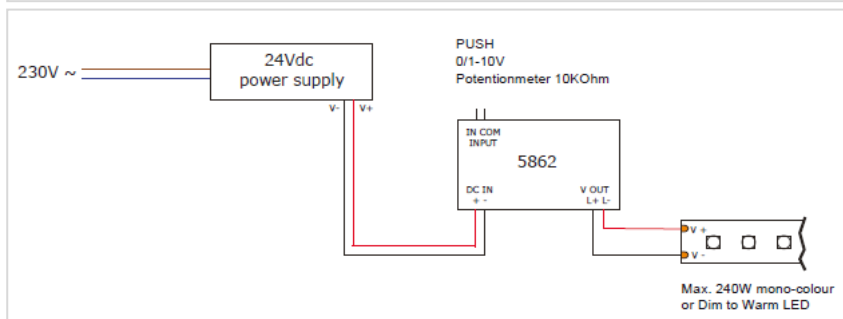 230V ~
24Vdc
power supply
V- V+
PUSH
0/1-10V
Potentionmeter 10KOhm
IN COM
INPUT
5862
DC IN
+ -
V OUT
L+ L-
V +
V -
Max. 240W mono-colour
or Dim to Warm LED